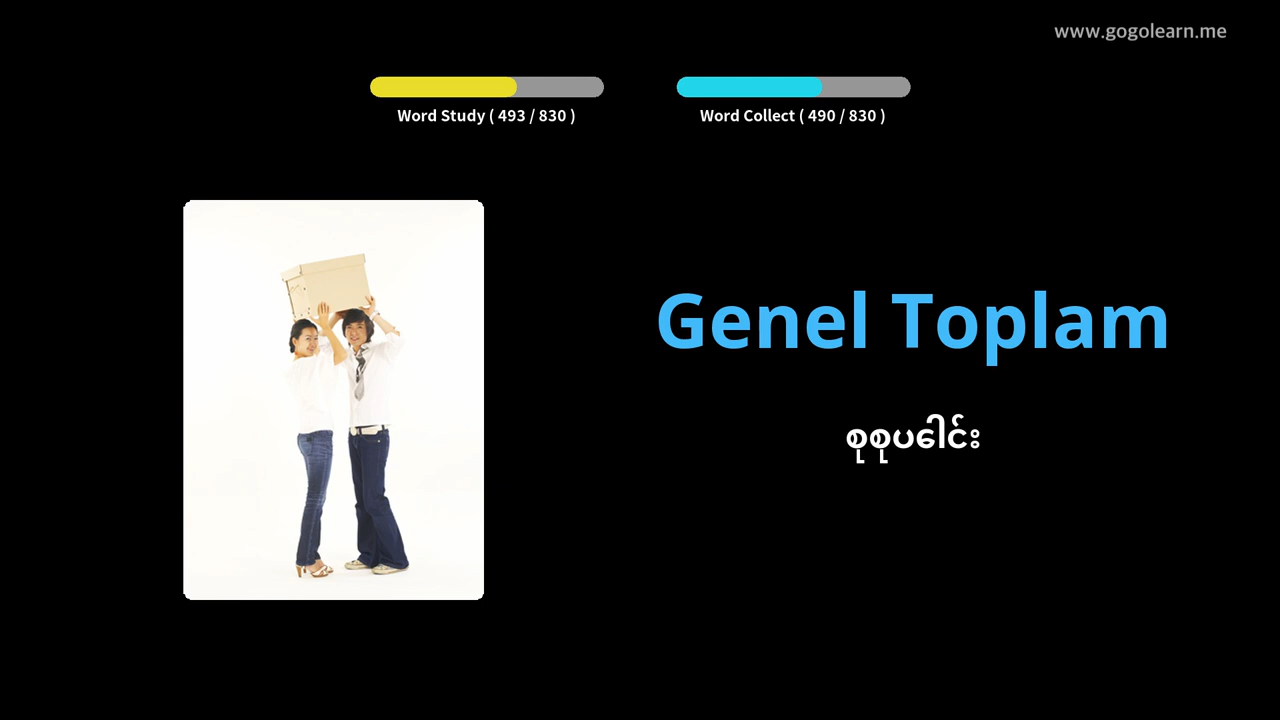 www.gogolearn.me
Word Study ( 493 / 830 )
Word Collect ( 490 / 830 )
Genel Toplam
စုစုပေါင်း